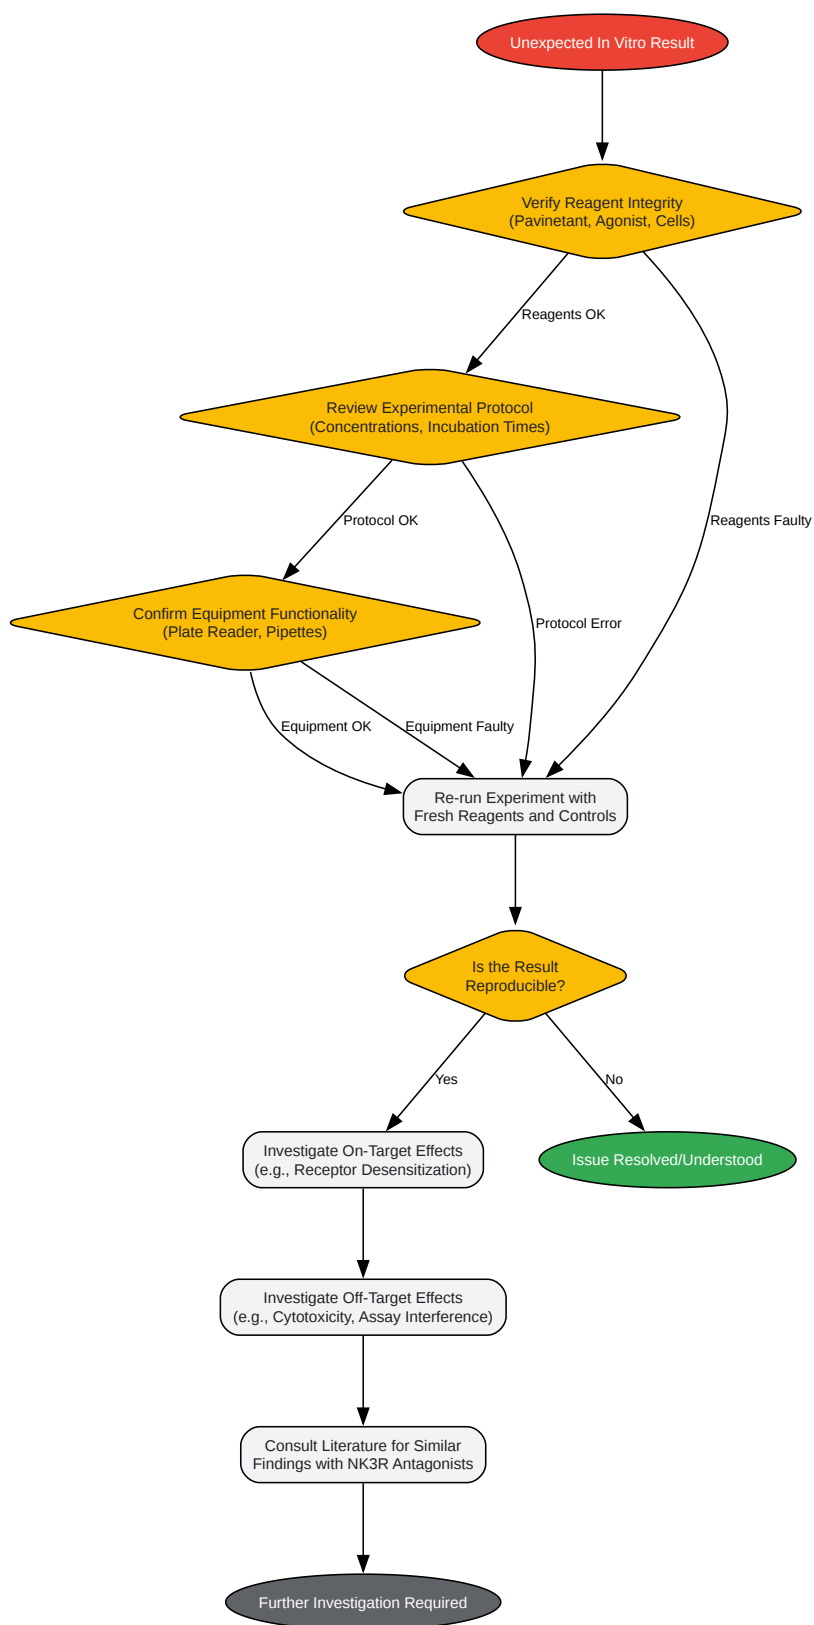 Unexpected In Vitro Result
Verify Reagent Integrity
(Pavinetant, Agonist, Cells)
Reagents OK
Review Experimental Protocol
(Concentrations, Incubation Times)
Protocol OK
Reagents Faulty
Confirm Equipment Functionality
(Plate Reader, Pipettes)
Protocol Error
Equipment OK
Equipment Faulty
Re-run Experiment with
Fresh Reagents and Controls
Is the Result
Reproducible?
Yes
No
Investigate On-Target Effects
(e.g., Receptor Desensitization)
Issue Resolved/Understood
Investigate Off-Target Effects
(e.g., Cytotoxicity, Assay Interference)
Consult Literature for Similar
Findings with NK3R Antagonists
Further Investigation Required